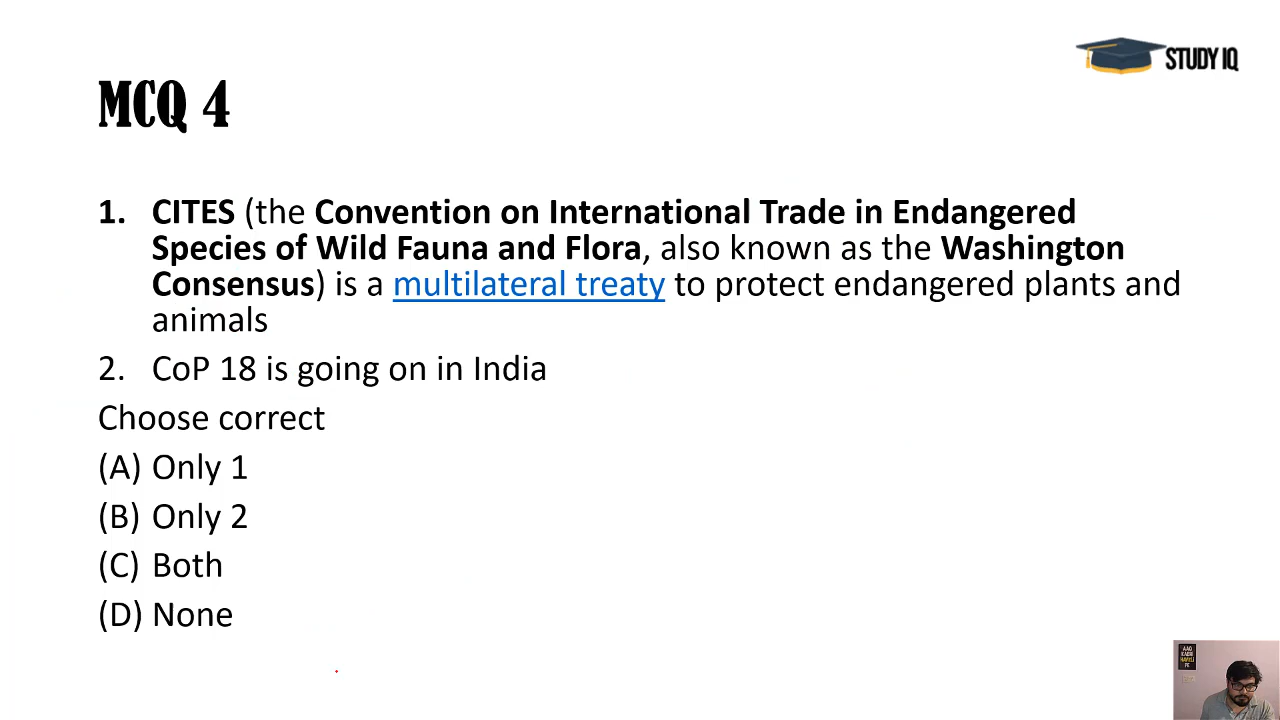 STUDY IQ
MCQ 4
1. CITES (the Convention on International Trade in Endangered
Species of Wild Fauna and Flora, also known as the Washington
Consensus) is a multilateral treaty to protect endangered plants and
animals
2. CoP 18 is going on in India
Choose correct
(A) Only 1
(B) Only 2
(C) Both
(D) None